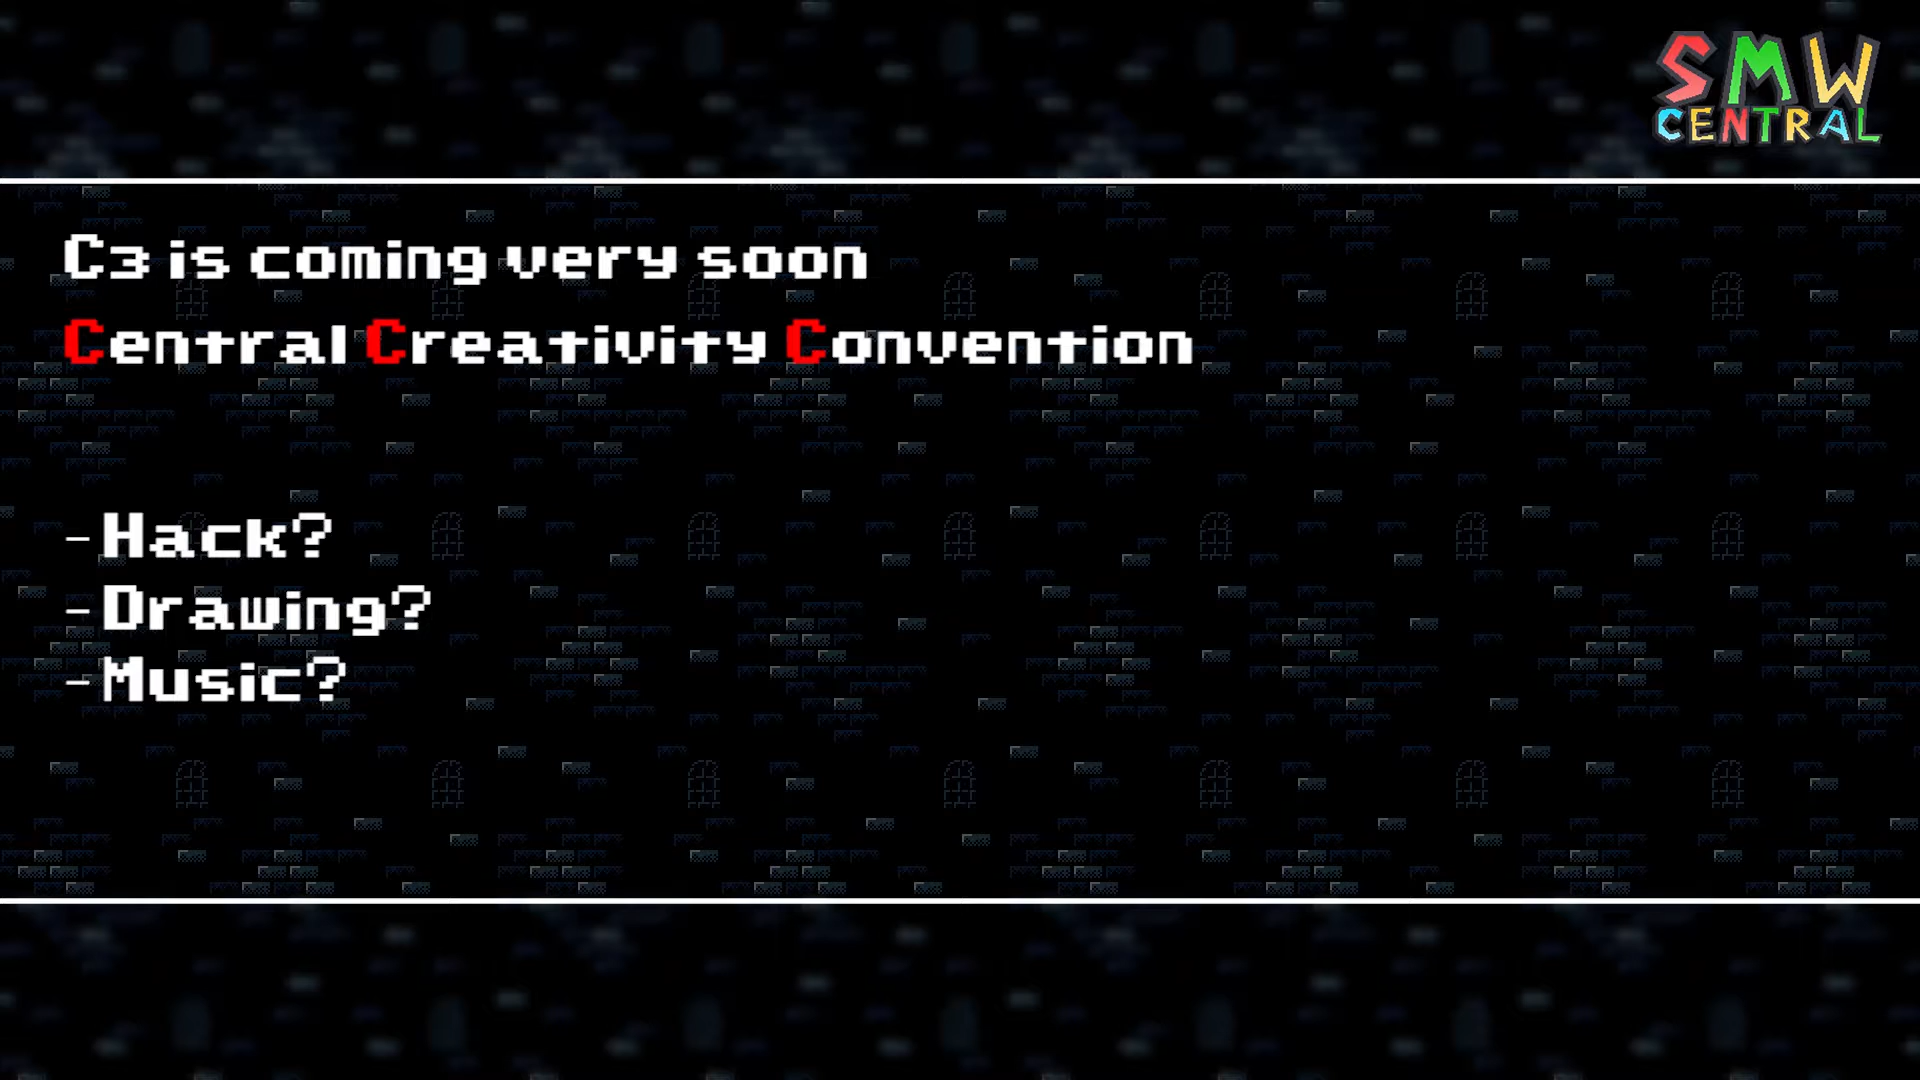 SMW
CENTRAL
C3 is coming very soon
Central Creativity Convention
-Hack?
-Drawing?
-Music?